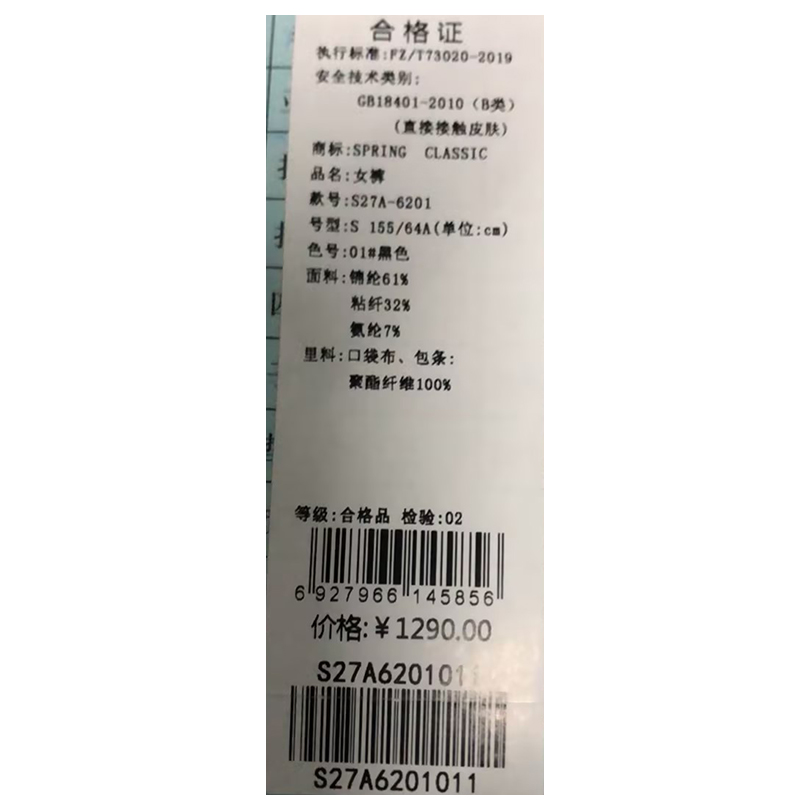 合格证
执行标准:FZ/T73020-2019
安全技术类别:
GB18401-2010（B类）
（直接接触皮肤）
商标:SPRING CLASSIC
品名:女裤
款号:S27A-6201
号型:S 155/64A(单位:cm)
色号:01#黑色
面料:锦纶61%
粘纤32%
氨纶7%
里料:口袋布、包条:
聚酯纤维100%
等级:合格品 检验:02
6 927966 145856
价格:￥1290.00
S27A6201011
S27A6201011